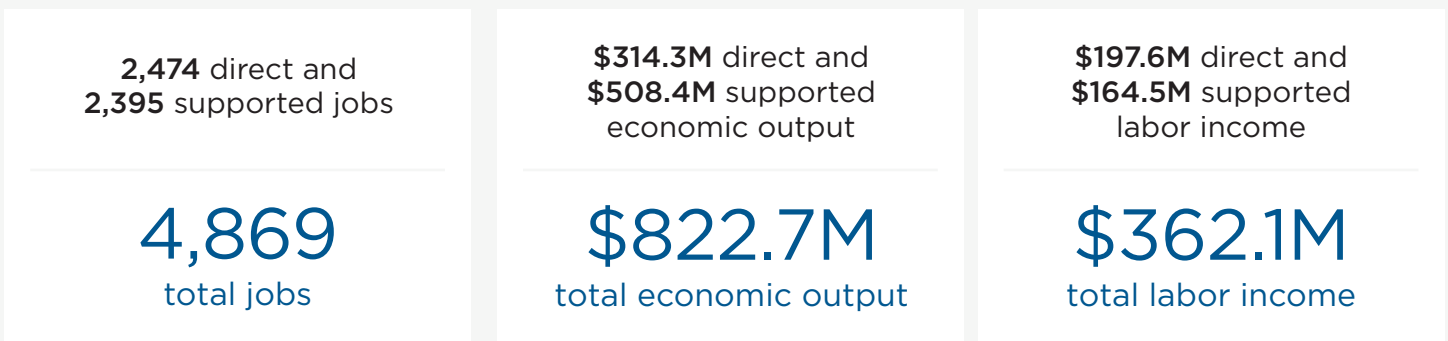 2,474 direct and
2,395 supported jobs
4,869
total jobs
$314.3M direct and
$508.4M supported
economic output
$822.7M
total economic output
$197.6M direct and
$164.5M supported
labor income
$362.1M
total labor income